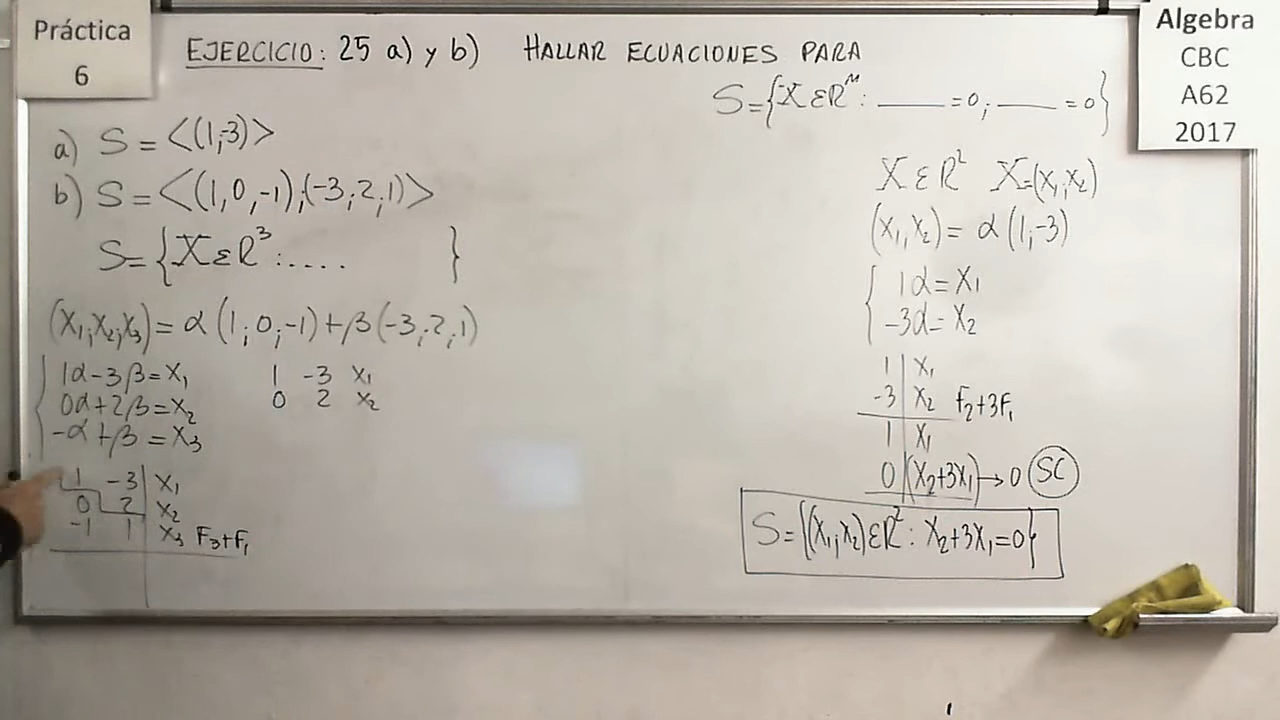 Práctica
6
Algebra
CBC
A62
2017
EJERCICIO: 25 a) y b) HALLAR ECUACIONES PARA
S={X ε R^n : ____ =0; ____ =0}
a) S = <(1,-3)>
b) S = <(1,0,-1);(-3;2,1)>
S={X ε R^3 :.... }
(X₁;X₂;X₃)= α(1;0;-1)+β(-3;2,1)
1α-3β=X₁
0α+2β=X₂
-α+β=X₃
1 -3 X₁
0 2 X₂
1 -3 X₁
0 2 X₂
-1 1 X₃ F₃+F₁
X ε R² X=(X₁;X₂)
(X₁,X₂)= α(1;-3)
1α=X₁
-3α=X₂
1 X₁
-3 X₂ F₂+3F₁
1 X₁
0 (X₂+3X₁)→0 SC
S={(X₁;X₂) ε R²: X₂+3X₁=0}